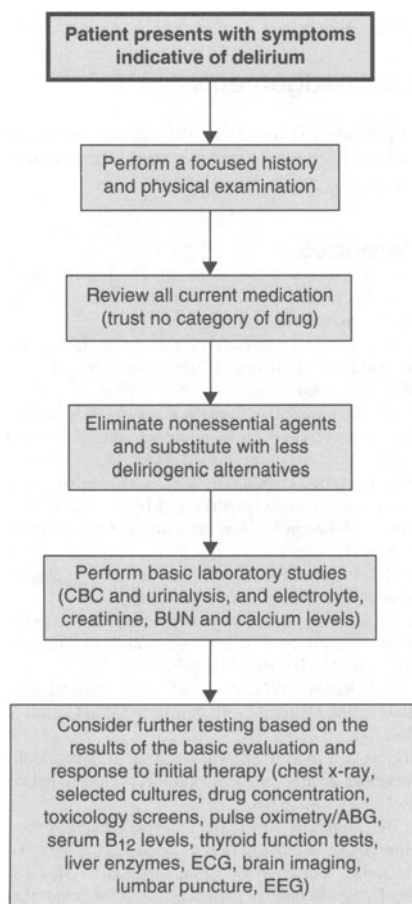 Patient presents with symptoms
indicative of delirium
Perform a focused history
and physical examination
Review all current medication
(trust no category of drug)
Eliminate nonessential agents
and substitute with less
deliriogenic alternatives
Perform basic laboratory studies
(CBC and urinalysis, and electrolyte,
creatinine, BUN and calcium levels)
Consider further testing based on the
results of the basic evaluation and
response to initial therapy (chest x-ray,
selected cultures, drug concentration,
toxicology screens, pulse oximetry/ABG,
serum B12 levels, thyroid function tests,
liver enzymes, ECG, brain imaging,
lumbar puncture, EEG)